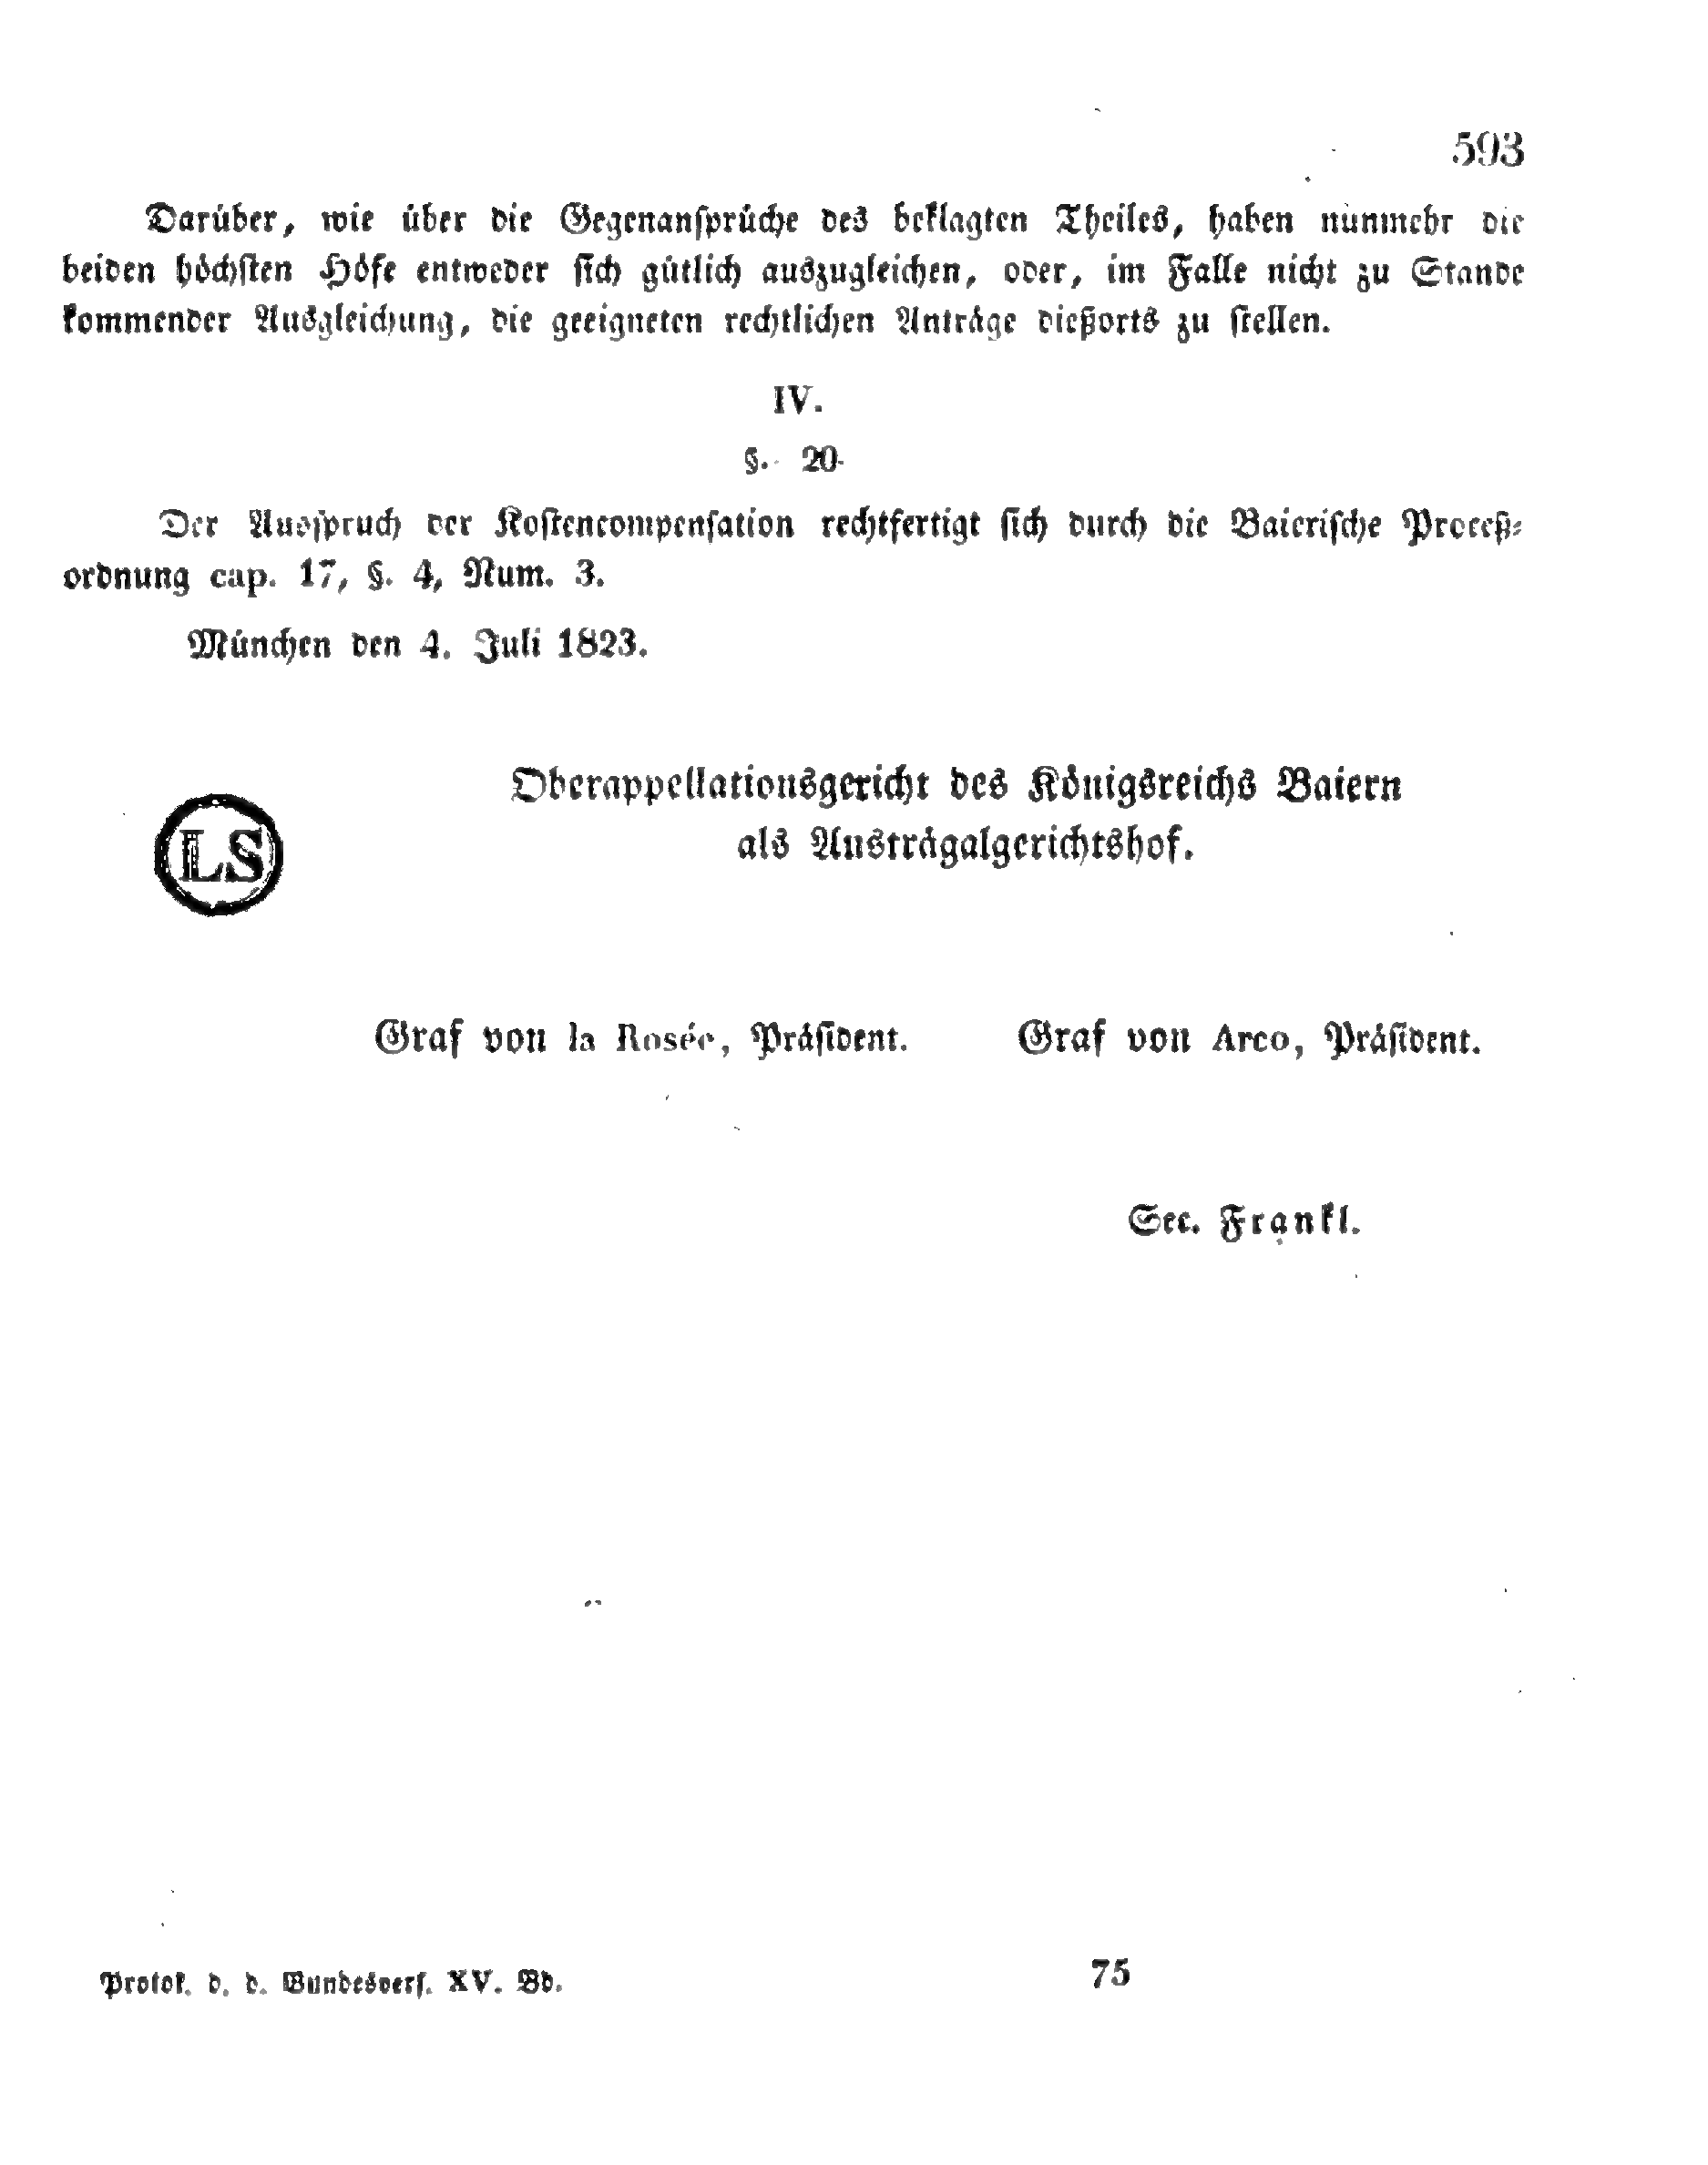 593
Darüber, wie über die Gegenansprüche des beklagten Theiles, haben nunmehr die
beiden höchsten Höfe entweder sich gütlich auszugleichen, oder, im Falle nicht zu Stande
kommender Ausgleichung, die geeigneten rechtlichen Anträge dießorts zu stellen.
IV.
§. 20.
Der Ausspruch der Kostencompensation rechtfertigt sich durch die Baierische Proceß-
ordnung cap. 17, §. 4, Num. 3.
München den 4. Juli 1823.
Oberappellationsgericht des Königsreichs Baiern
LS
als Austrägalgerichtshof.
Graf von la Rosée, Präsident. Graf von Arco, Präsident.
Sec. Frankl.
Protok. d. d. Bundesvers. XV. Bd. 75